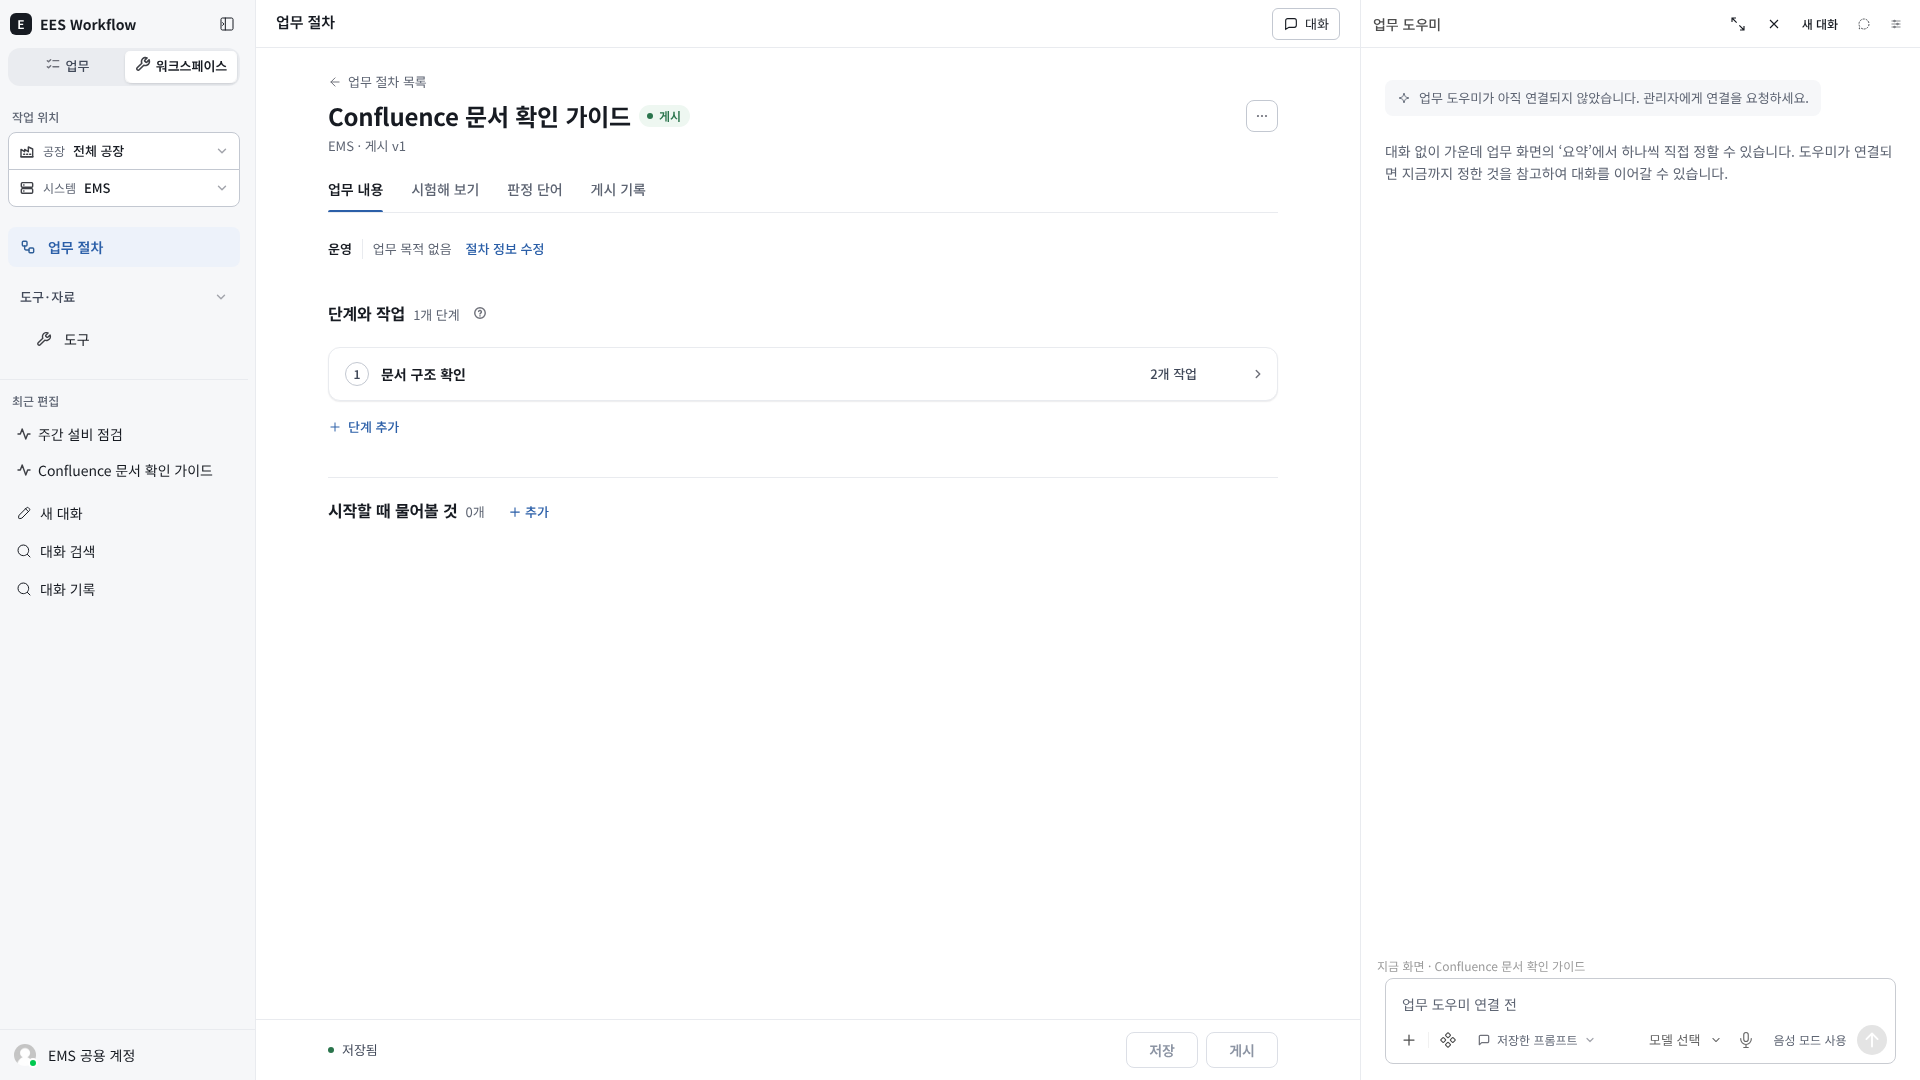 E EES Workflow
업무
워크스페이스
작업 위치
공장 전체 공장
시스템 EMS
업무 절차
도구·자료
도구
최근 편집
주간 설비 점검
Confluence 문서 확인 가이드
새 대화
대화 검색
대화 기록
EMS 공용 계정
업무 절차
대화
업무 절차 목록
Confluence 문서 확인 가이드
게시
EMS · 게시 v1
업무 내용
시험해 보기
판정 단어
게시 기록
운영
업무 목적 없음
절차 정보 수정
단계와 작업 1개 단계
1 문서 구조 확인
2개 작업
단계 추가
시작할 때 물어볼 것 0개
추가
저장됨
저장
게시
업무 도우미
새 대화
업무 도우미가 아직 연결되지 않았습니다. 관리자에게 연결을 요청하세요.
대화 없이 가운데 업무 화면의 ‘요약’에서 하나씩 직접 정할 수 있습니다. 도우미가 연결되
면 지금까지 정한 것을 참고하여 대화를 이어갈 수 있습니다.
지금 화면 · Confluence 문서 확인 가이드
업무 도우미 연결 전
저장한 프롬프트
모델 선택
음성 모드 사용